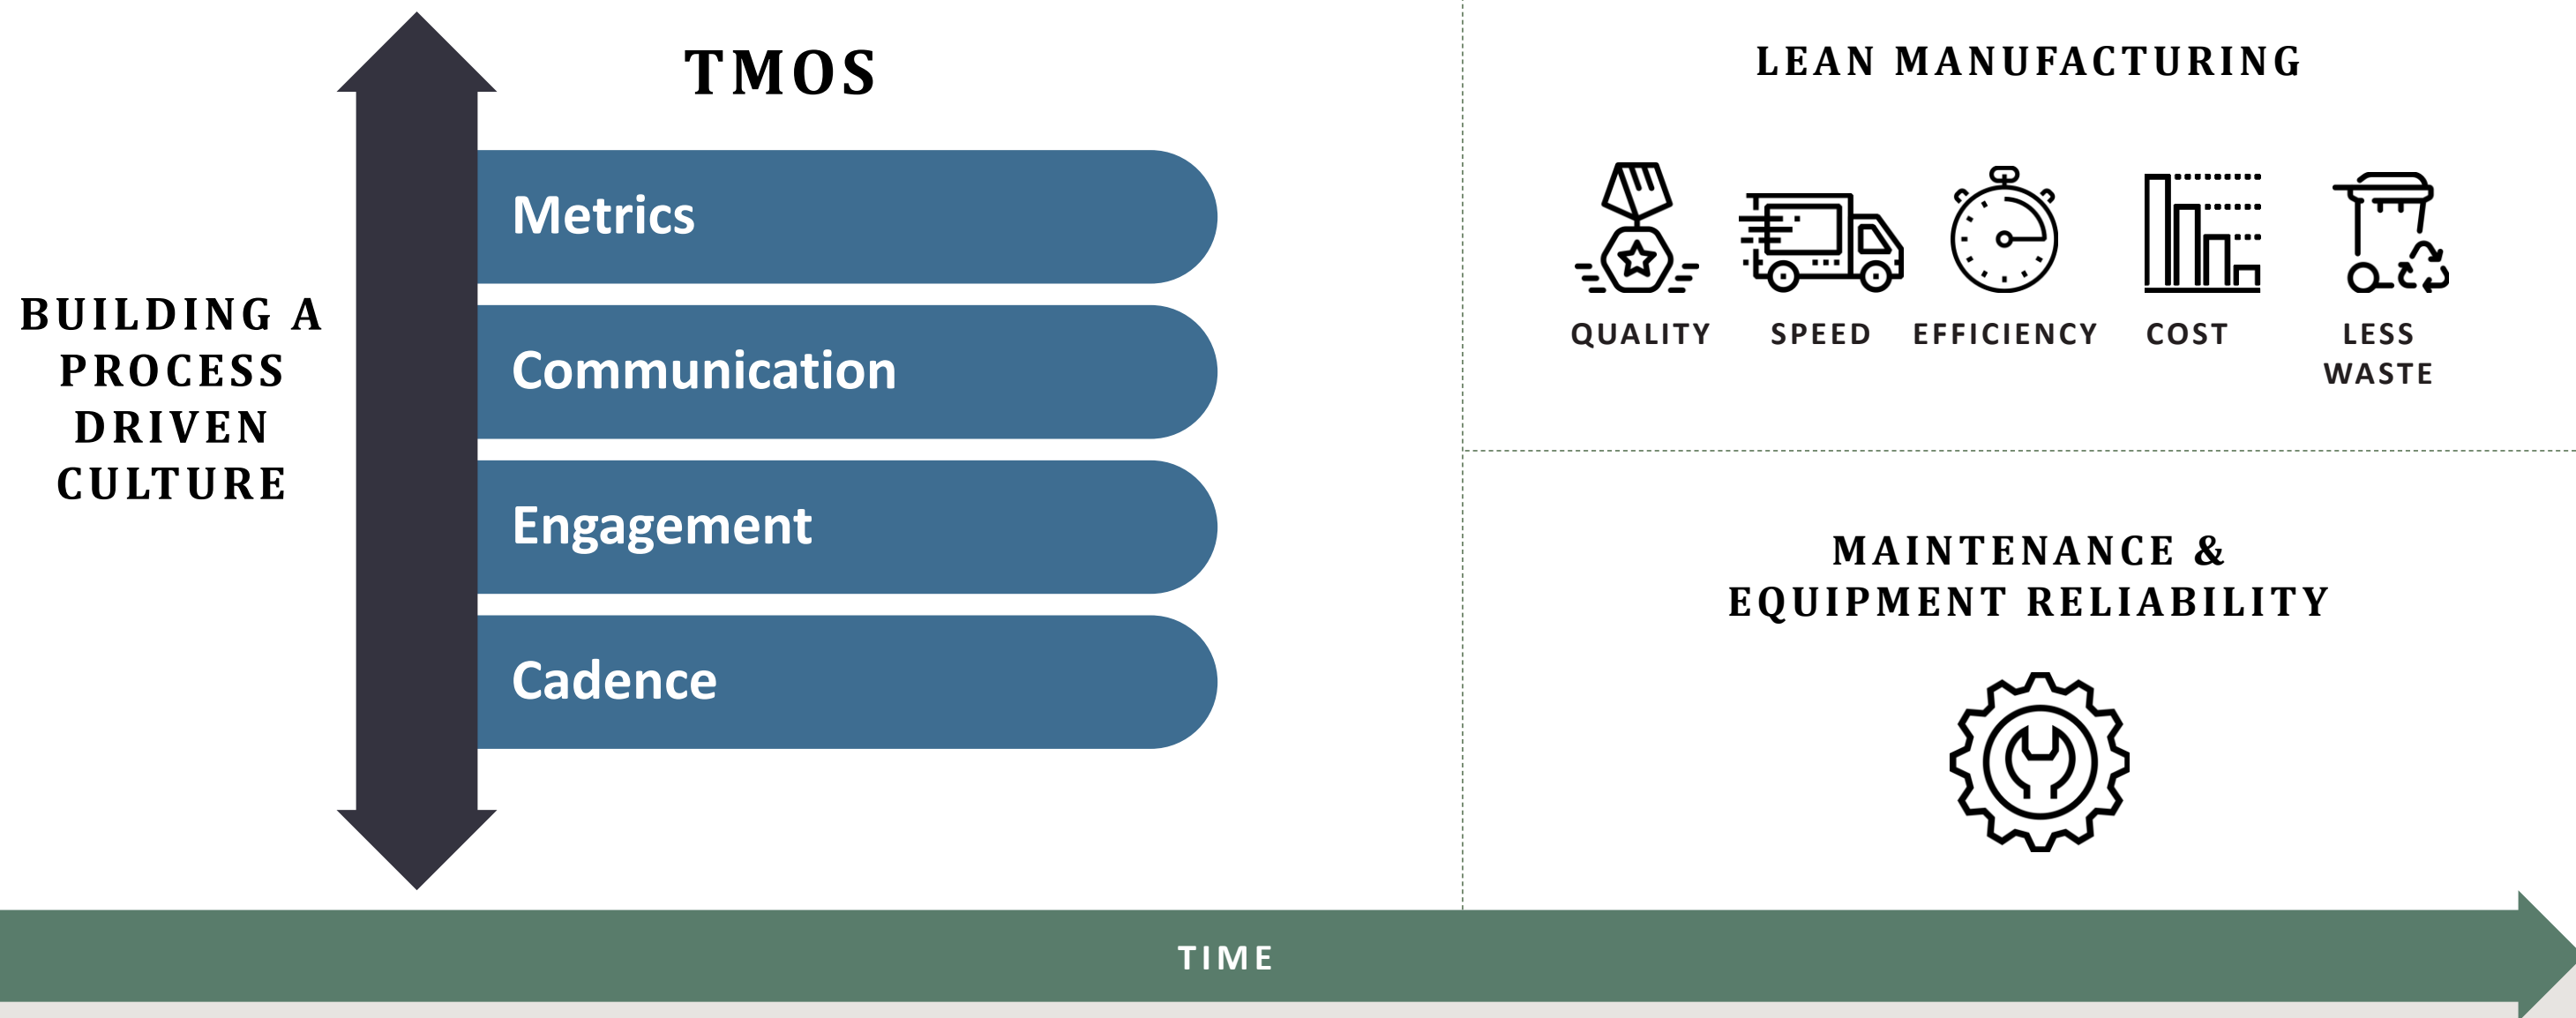 TMOS
BUILDING A
PROCESS
DRIVEN
CULTURE
Metrics
Communication
Engagement
Cadence
LEAN MANUFACTURING
QUALITY
SPEED
EFFICIENCY
COST
LESS
WASTE
MAINTENANCE &
EQUIPMENT RELIABILITY
TIME